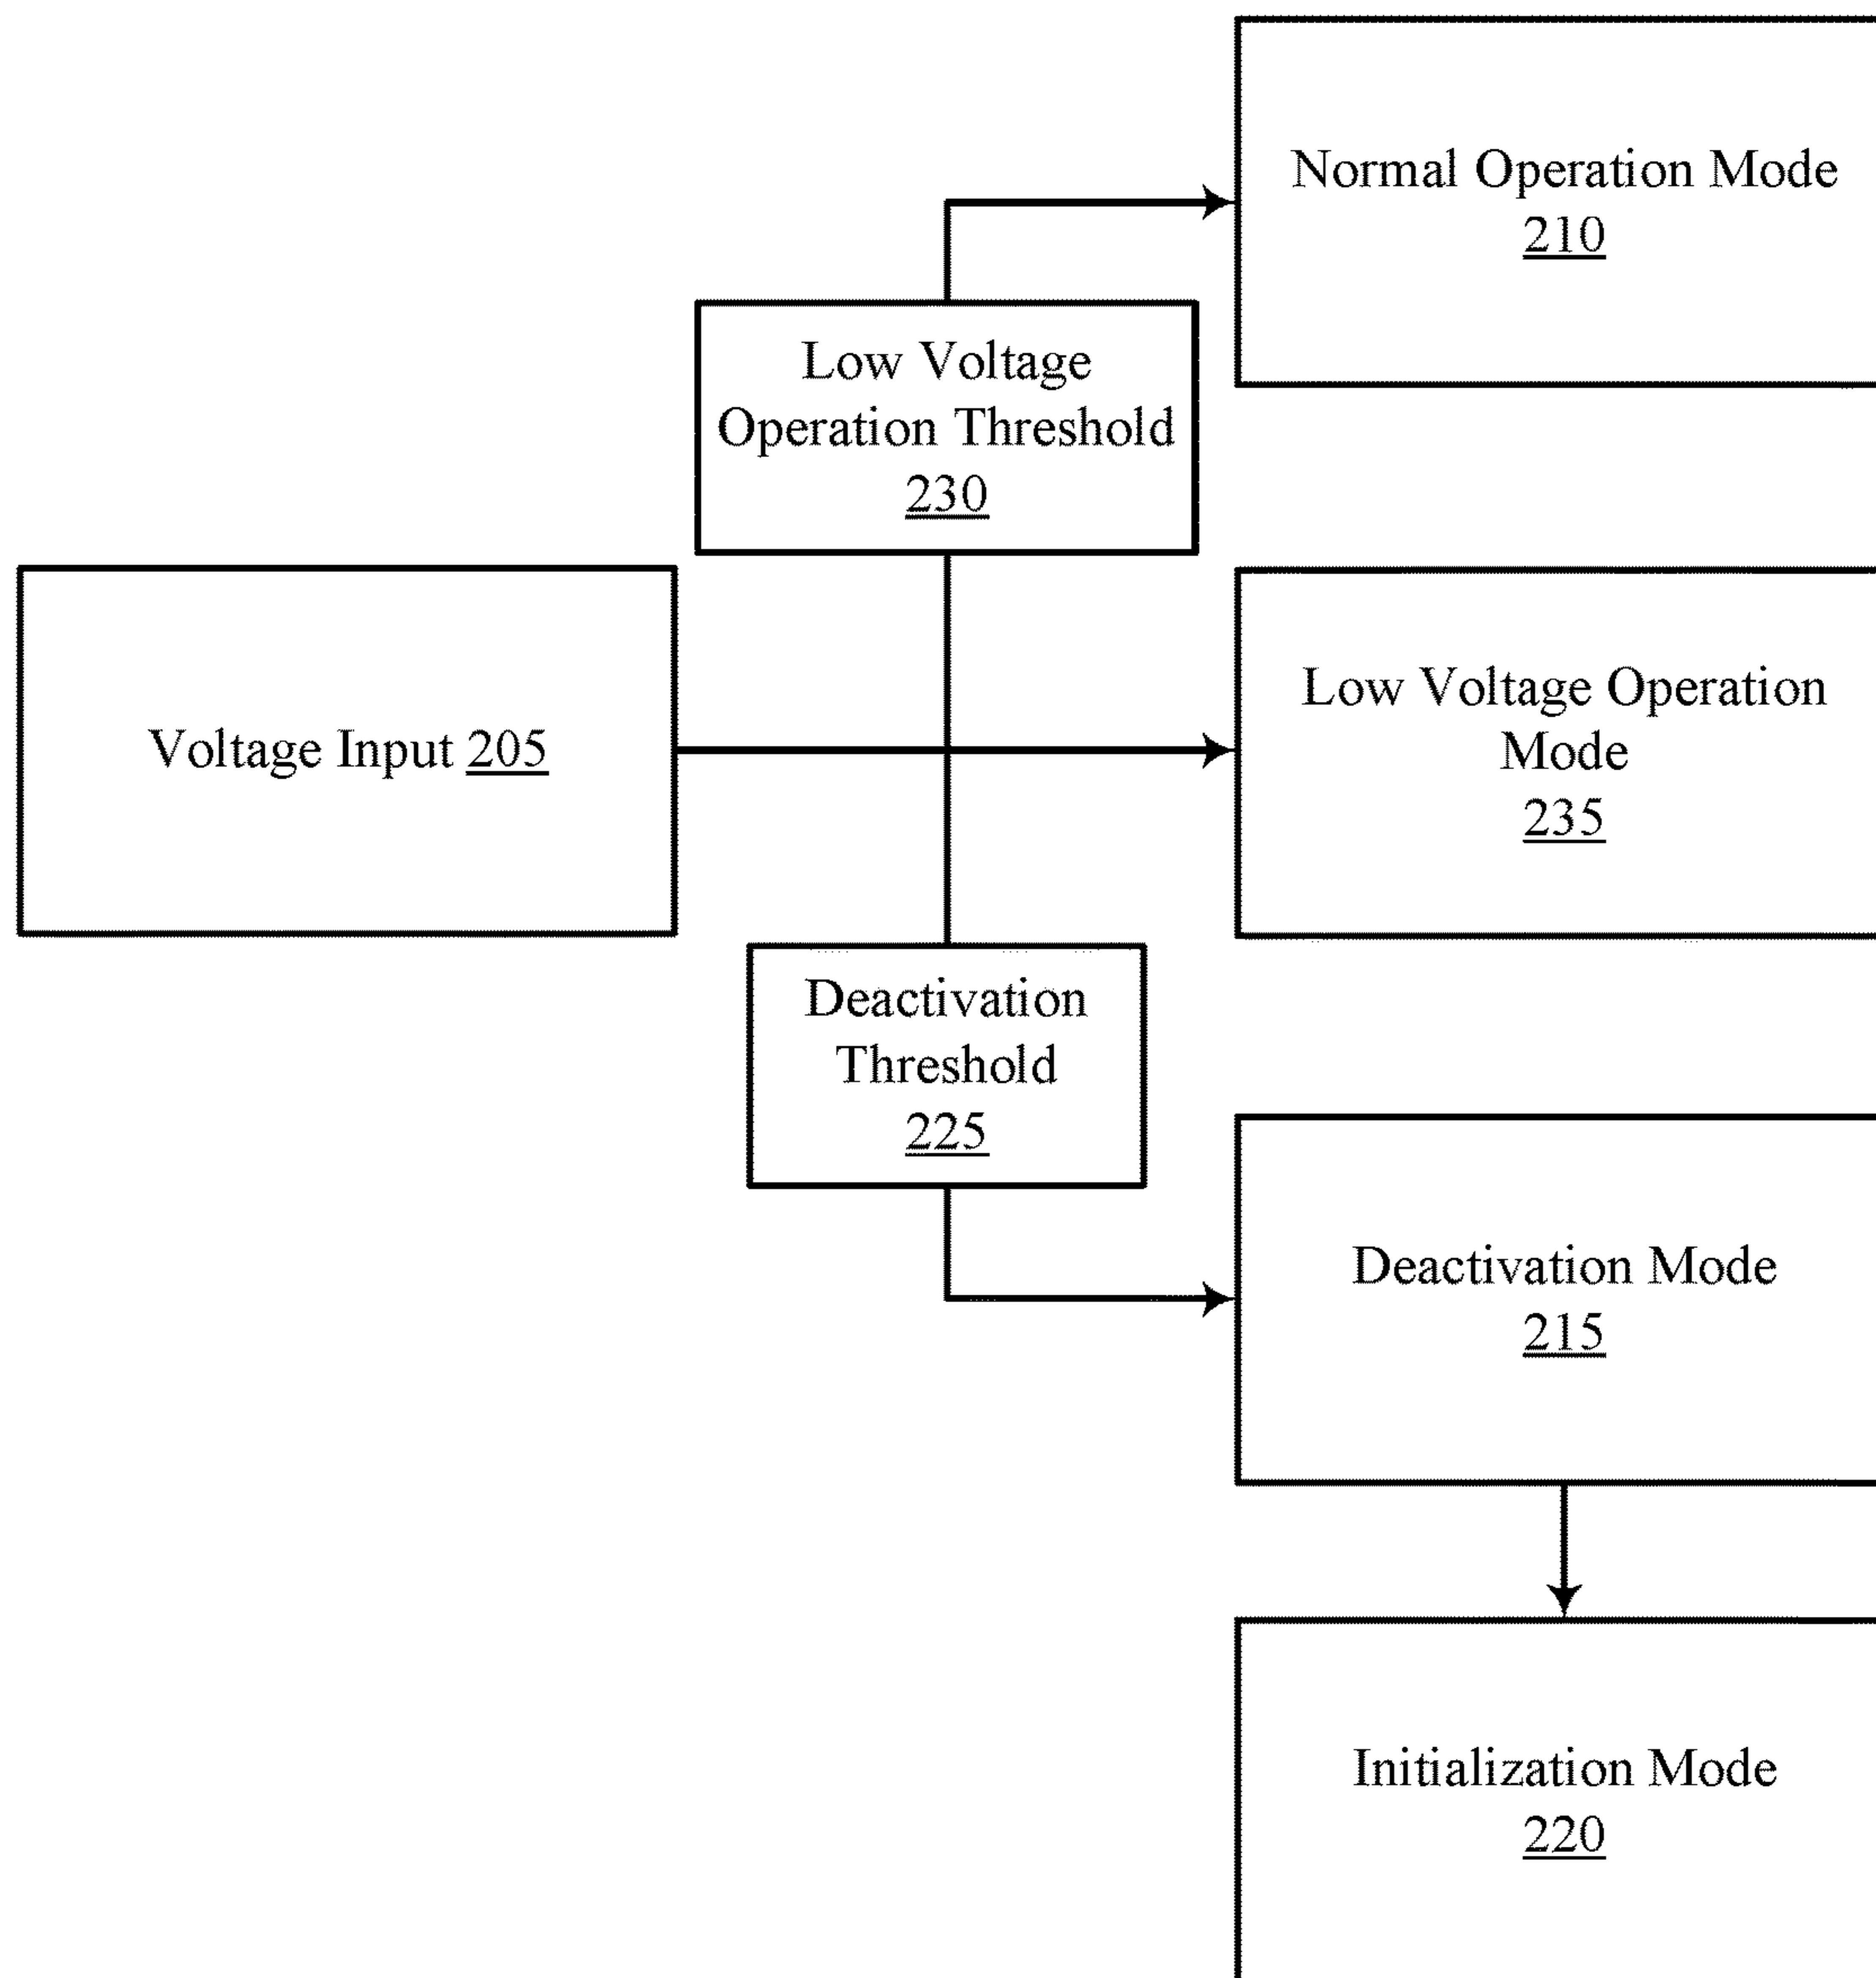 Normal Operation Mode
210
Low Voltage
Operation Threshold
230
Voltage Input 205
Low Voltage Operation
Mode
235
Deactivation
Threshold
225
Deactivation Mode
215
Initialization Mode
220